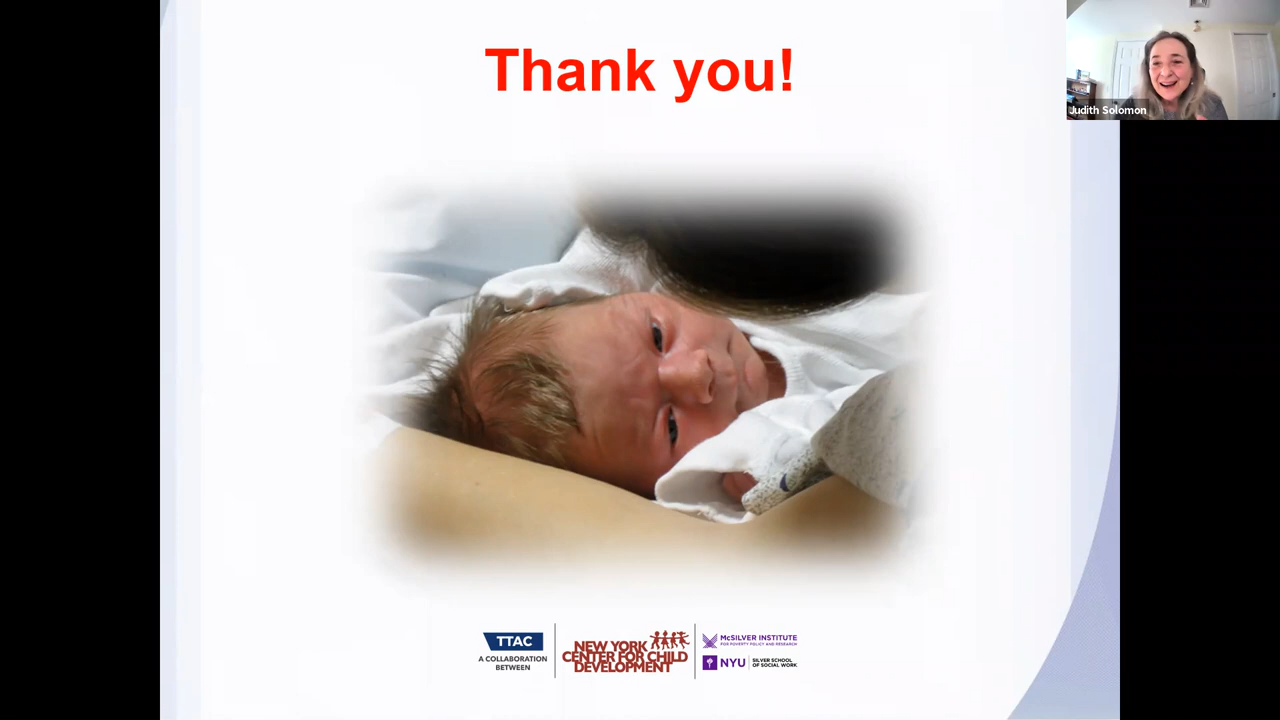 Thank you!
Judith Solomon
TTAC
A COLLABORATION
BETWEEN
NEW YORK
CENTER FOR CHILD
DEVELOPMENT
McSILVER INSTITUTE
FOR POVERTY POLICY AND RESEARCH
NYU
SILVER SCHOOL
OF SOCIAL WORK